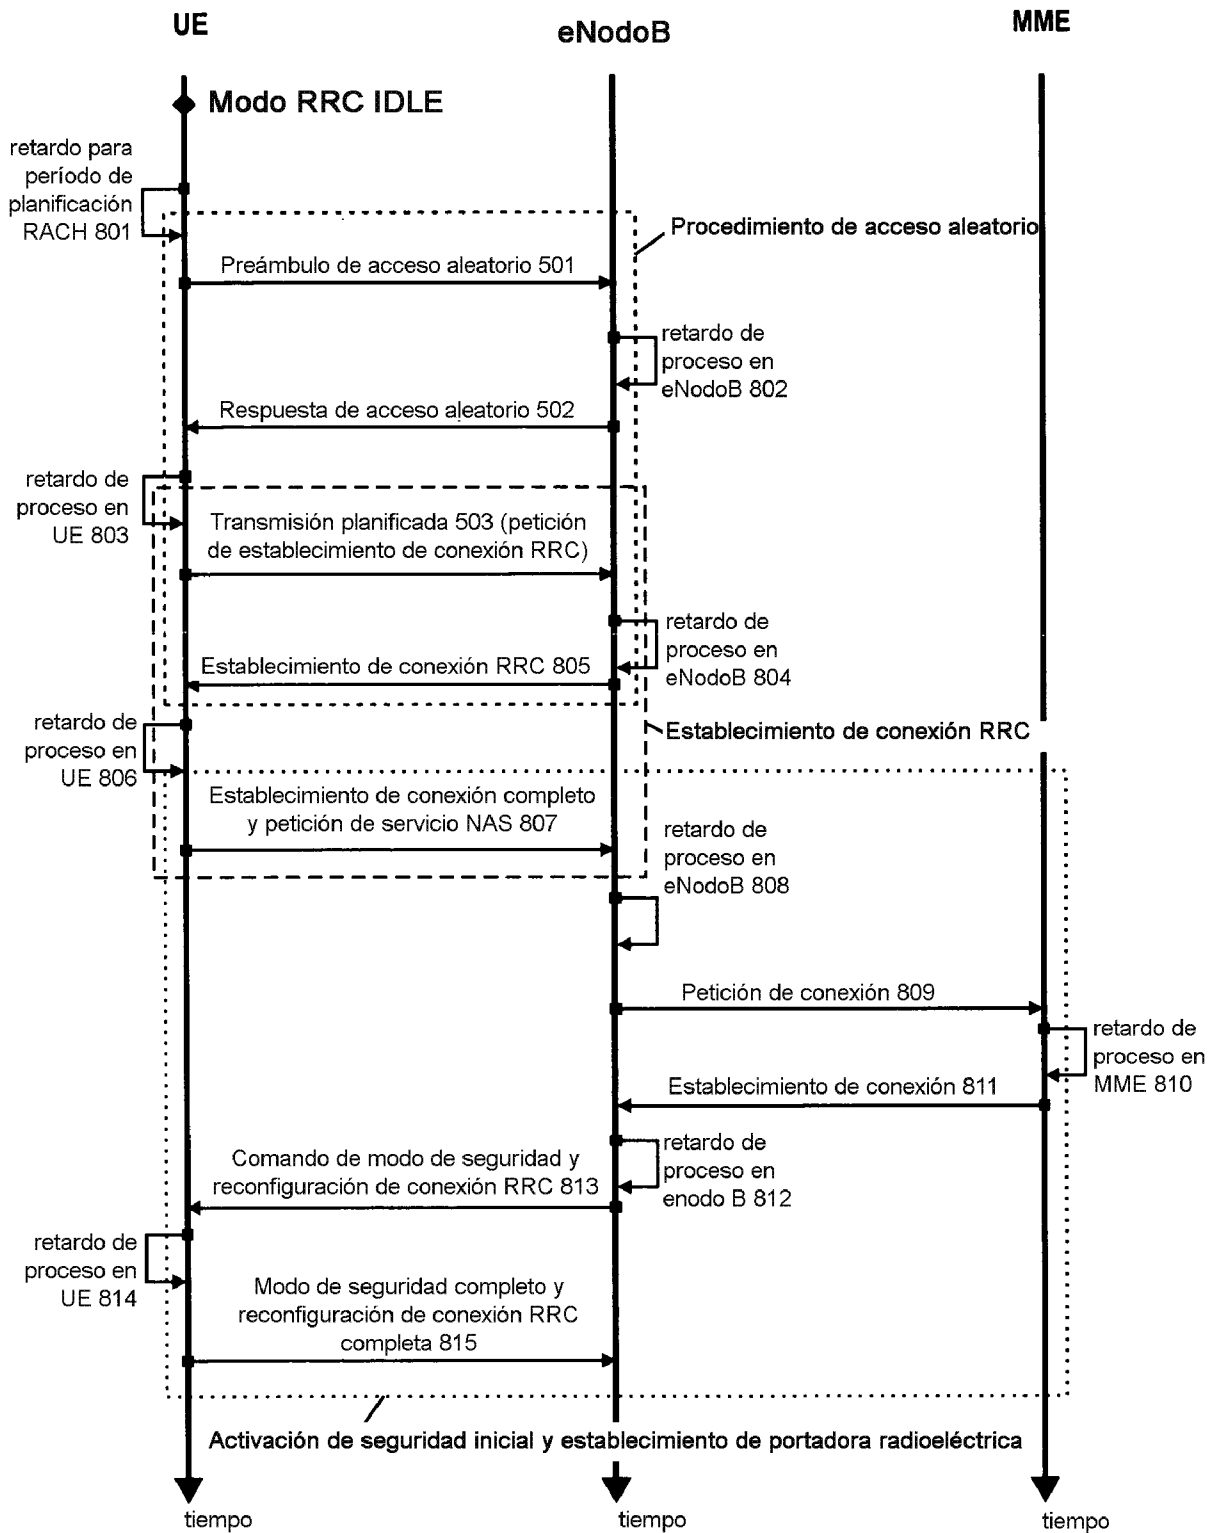 UE
eNodoB
MME
Modo RRC IDLE
retardo para
período de
planificación
RACH 801
Procedimiento de acceso aleatorio
Preámbulo de acceso aleatorio 501
retardo de
proceso en
eNodoB 802
Respuesta de acceso aleatorio 502
retardo de
proceso en
UE 803
Transmisión planificada 503 (petición
de establecimiento de conexión RRC)
retardo de
proceso en
eNodoB 804
Establecimiento de conexión RRC 805
retardo de
proceso en
UE 806
Establecimiento de conexión RRC
Establecimiento de conexión completo
y petición de servicio NAS 807
retardo de
proceso en
eNodoB 808
Petición de conexión 809
retardo de
proceso en
MME 810
Establecimiento de conexión 811
retardo de
proceso en
enodo B 812
Comando de modo de seguridad y
reconfiguración de conexión RRC 813
retardo de
proceso en
UE 814
Modo de seguridad completo y
reconfiguración de conexión RRC
completa 815
Activación de seguridad inicial y establecimiento de portadora radioeléctrica
tiempo
tiempo
tiempo